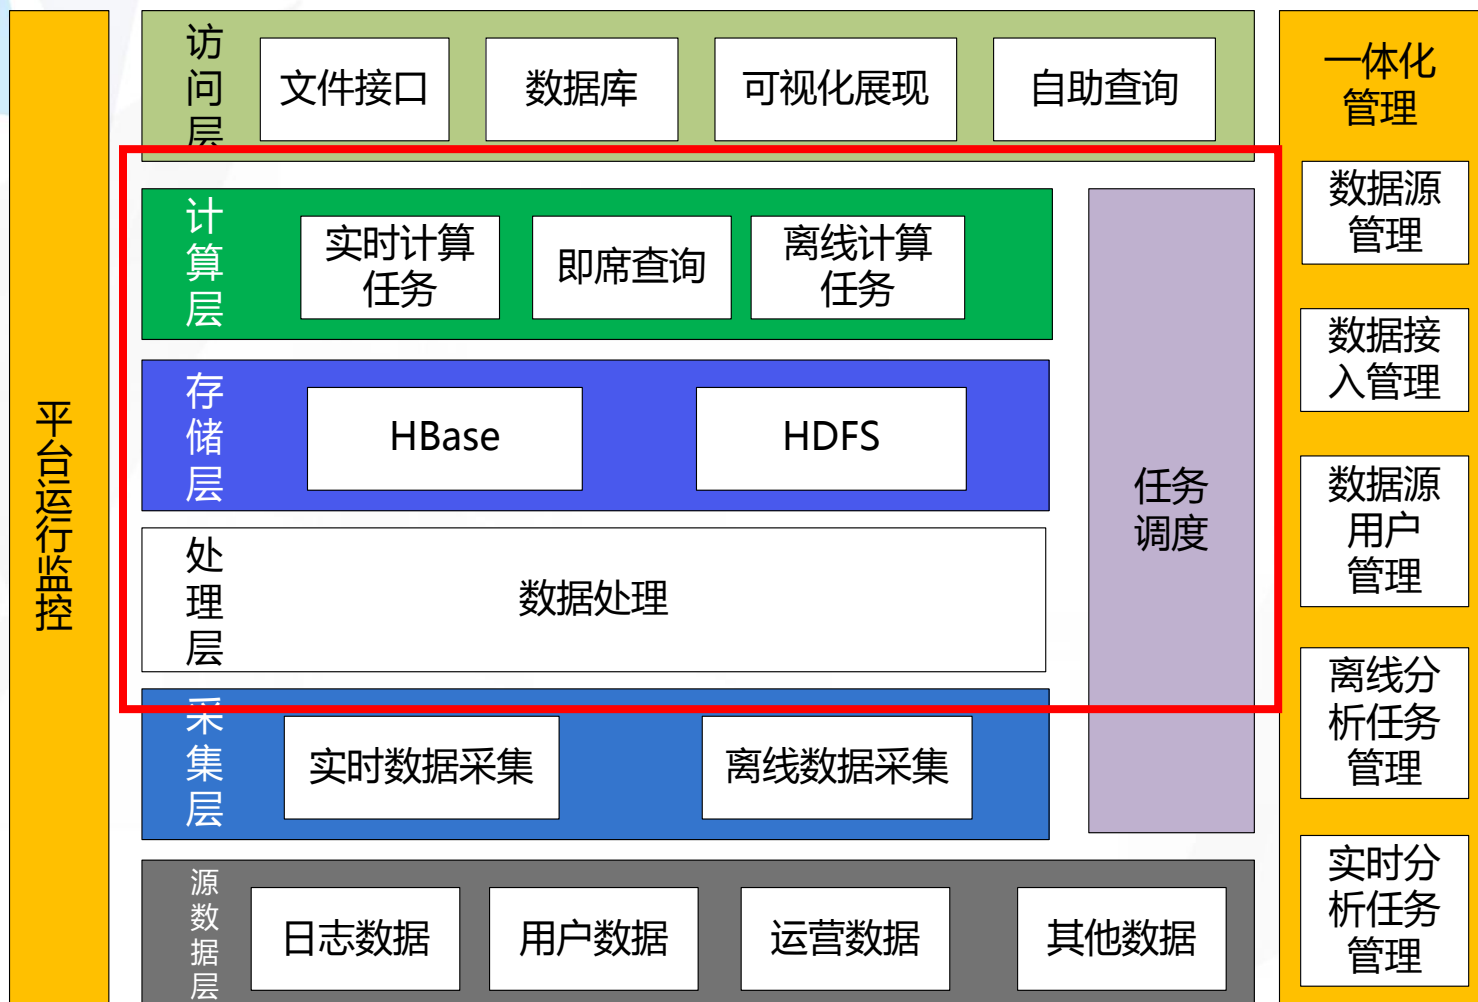 平台运行监控
访问层
文件接口
数据库
可视化展现
自助查询
计算层
实时计算
任务
即席查询
离线计算
任务
存储层
HBase
HDFS
处理层
数据处理
采集层
实时数据采集
离线数据采集
任务
调度
源数据层
日志数据
用户数据
运营数据
其他数据
一体化
管理
数据源
管理
数据接
入管理
数据源
用户
管理
离线分
析任务
管理
实时分
析任务
管理